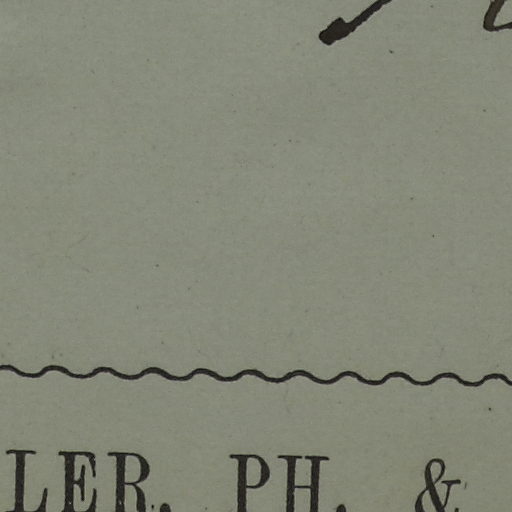 LER, PH. &